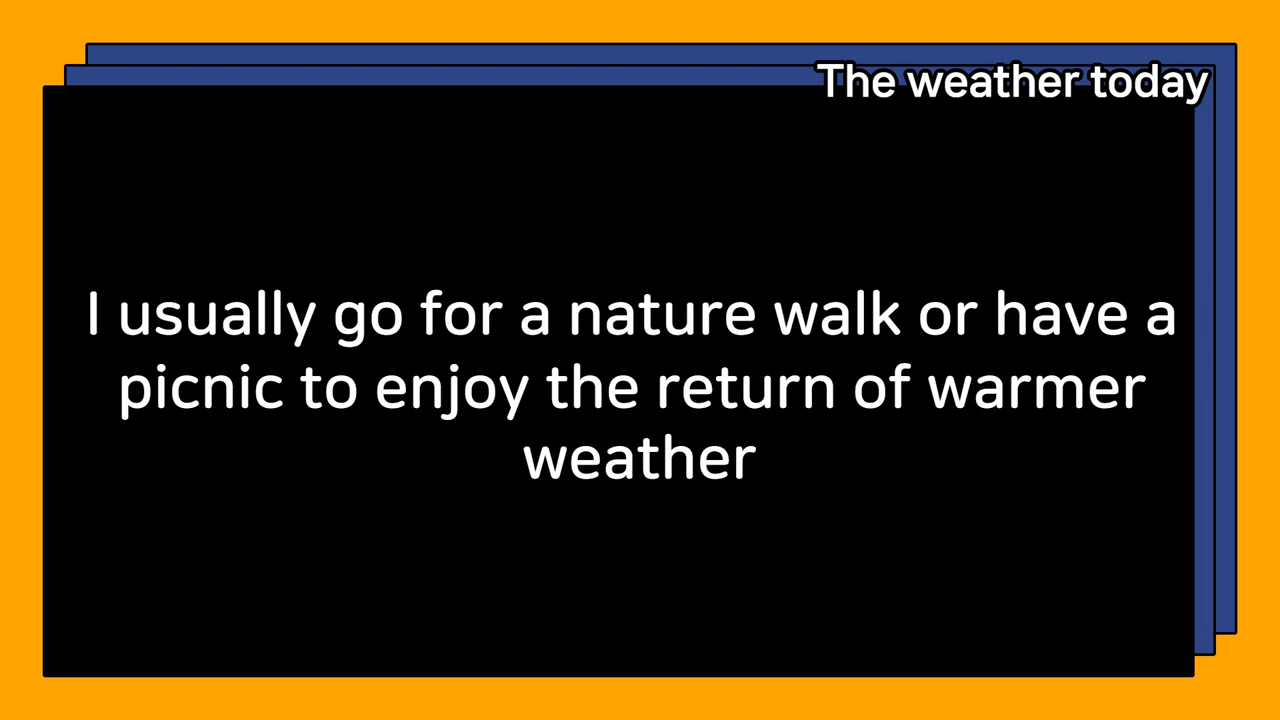 The weather today
I usually go for a nature walk or have a
picnic to enjoy the return of warmer
weather